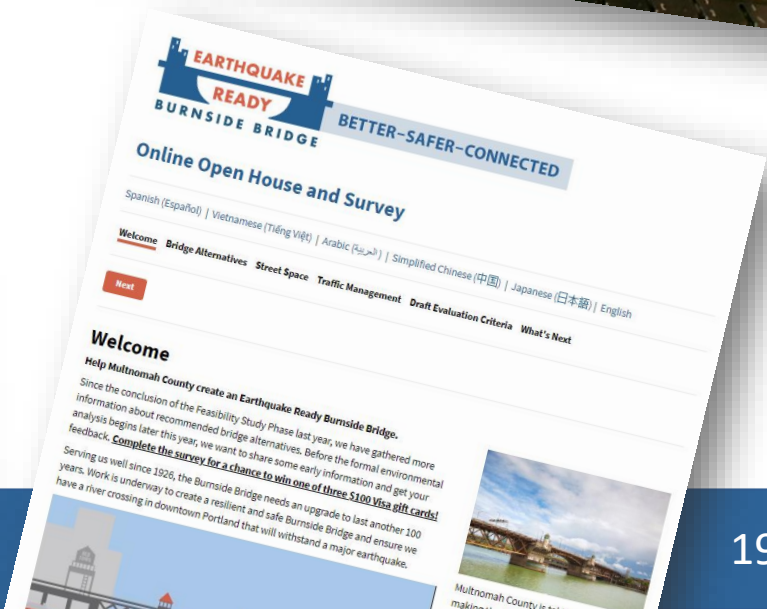 EARTHQUAKE
READY
BURNSIDE BRIDGE
BETTER-SAFER-CONNECTED
Online Open House and Survey
Spanish (Español) | Vietnamese (Tiếng Việt) | Arabic (العربية) | Simplified Chinese (中国) | Japanese (日本語) | English
Welcome Bridge Alternatives Street Space Traffic Management Draft Evaluation Criteria What's Next
Next
Welcome
Help Multnomah County create an Earthquake Ready Burnside Bridge.
Since the conclusion of the Feasibility Study Phase last year, we have gathered more
information about recommended bridge alternatives. Before the formal environmental
analysis begins later this year, we want to share some early information and get your
feedback. Complete the survey for a chance to win one of three $100 Visa gift cards!
Serving us well since 1926, the Burnside Bridge needs an upgrade to last another 100
years. Work is underway to create a resilient and safe Burnside Bridge and ensure we
have a river crossing in downtown Portland that will withstand a major earthquake.
Multnomah County is
19